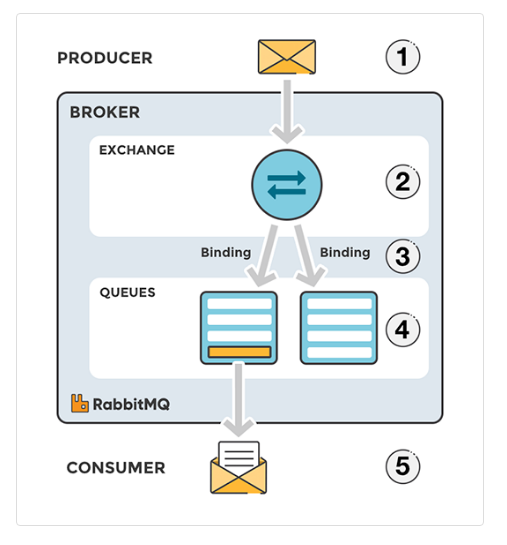 PRODUCER
1
BROKER
EXCHANGE
2
Binding Binding
3
QUEUES
4
RabbitMQ
CONSUMER
5